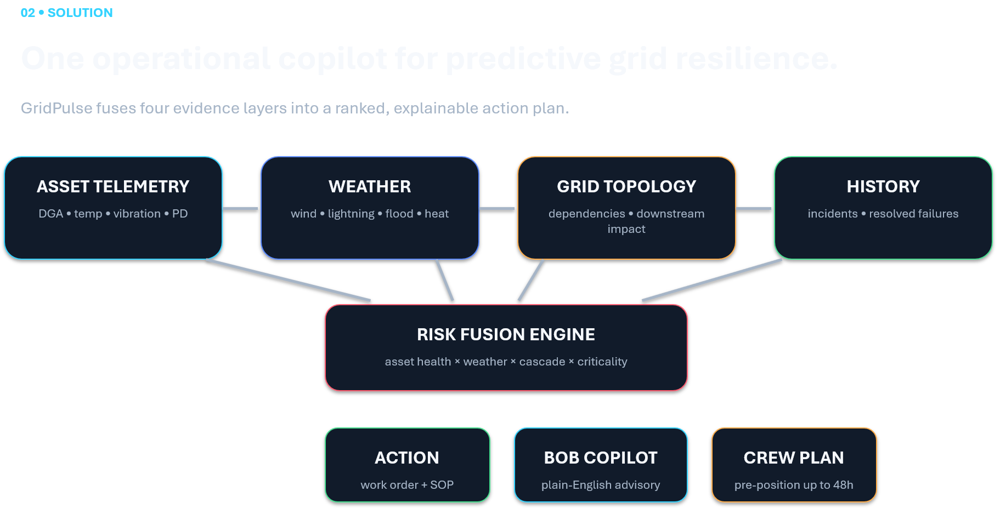 02 • SOLUTION
One operational copilot for predictive grid resilience.
GridPulse fuses four evidence layers into a ranked, explainable action plan.
ASSET TELEMETRY
DGA • temp • vibration • PD
WEATHER
wind • lightning • flood • heat
GRID TOPOLOGY
dependencies • downstream
impact
HISTORY
incidents • resolved failures
RISK FUSION ENGINE
asset health × weather × cascade × criticality
ACTION
work order + SOP
BOB COPILOT
plain-English advisory
CREW PLAN
pre-position up to 48h